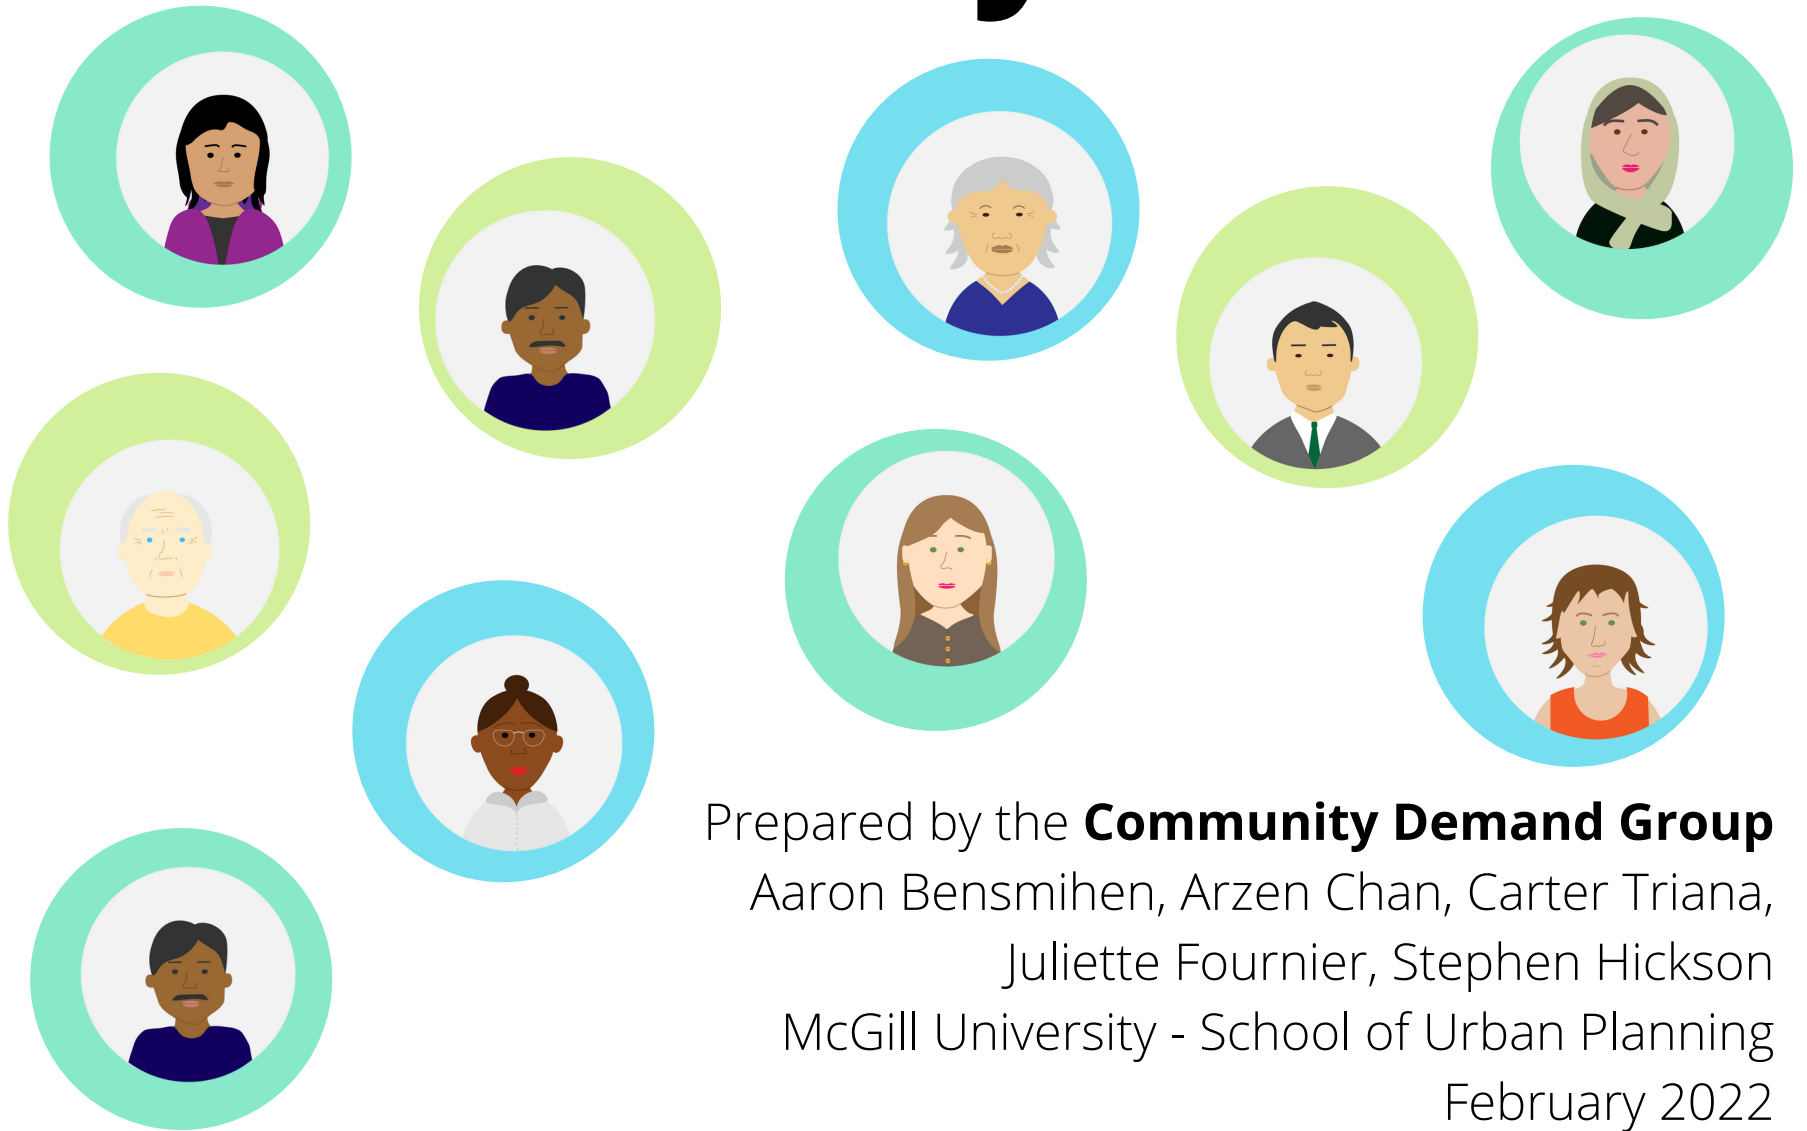 Prepared by the Community Demand Group
Aaron Bensmihen, Arzen Chan, Carter Triana,
Juliette Fournier, Stephen Hickson
McGill University - School of Urban Planning
February 2022